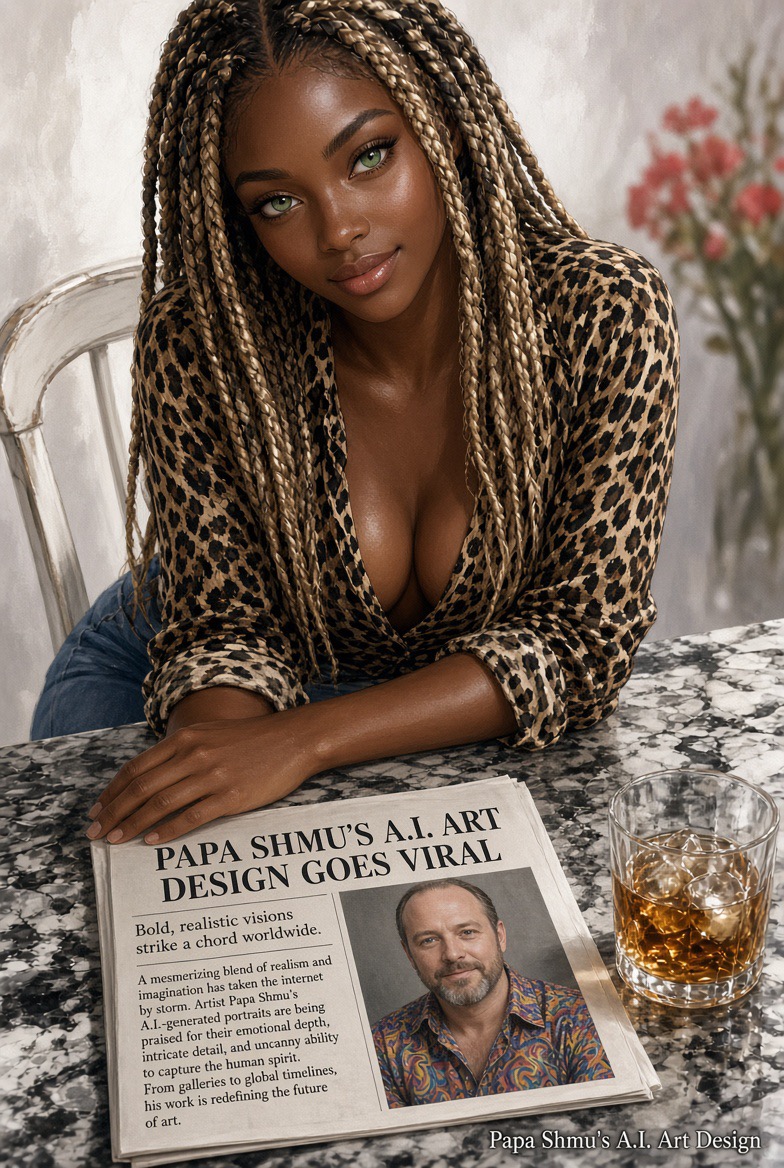 PAPA SHMU'S A.I. ART
DESIGN GOES VIRAL
Bold, realistic visions
strike a chord worldwide.
A mesmerizing blend of realism and
imagination has taken the internet
by storm. Artist Papa Shmu's
A.I.-generated portraits are being
praised for their emotional depth,
intricate detail, and uncanny ability
to capture the human spirit.
From galleries to global timelines,
his work is redefining the future
of art.
Papa Shmu's A.I. Art Design